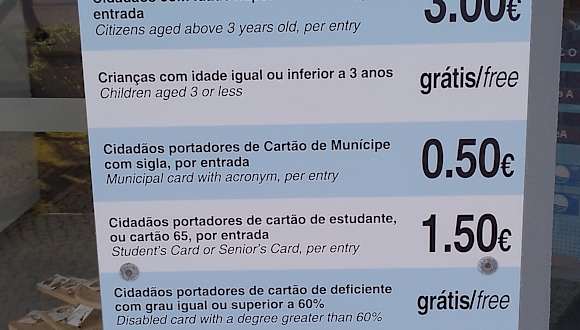 entrada
Citizens aged above 3 years old, per entry
3.00€
Crianças com idade igual ou inferior a 3 anos
Children aged 3 or less
grátis/free
Cidadãos portadores de Cartão de Munícipe
com sigla, por entrada
Municipal card with acronym, per entry
0.50€
Cidadãos portadores de cartão de estudante,
ou cartão 65, por entrada
Student's Card or Senior's Card, per entry
1.50€
Cidadãos portadores de cartão de deficiente
com grau igual ou superior a 60%
Disabled card with a degree greater than 60%
grátis/free